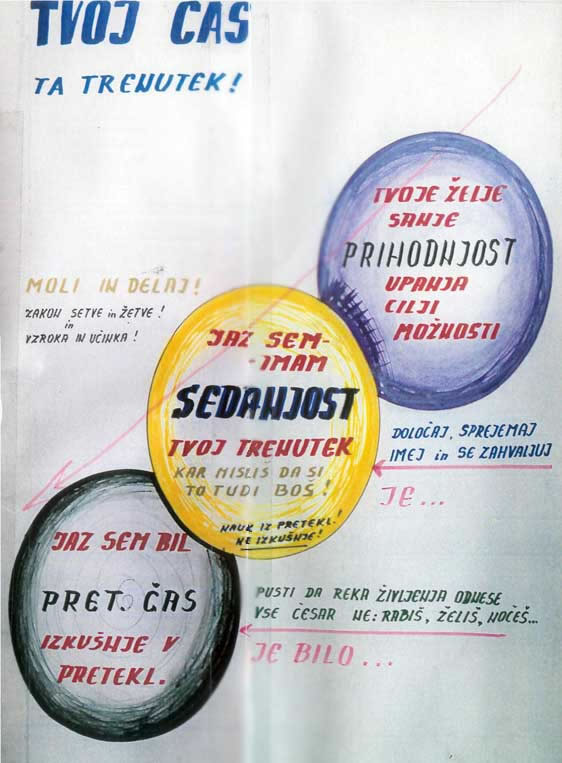 TVOJ ČAS
TA TRENUTEK!
TVOJE ŽELJE
SANJE
PRIHODNJOST
UPANJA
CILJI
MOŽNOSTI
MOLI IN DELAJ!
ZAKON SETVE in ŽETVE!
in
VZROKA IN UČINKA!
JAZ SEM-
-IMAM
SEDANJOST
TVOJ TRENUTEK
KAR MISLIŠ DA SI
TO TUDI BOŠ!
NAUK IZ PRETEKL.!
NE IZKUŠNJE!
DOLOČAJ, SPREJEMAJ
IMEJ in SE ZAHVALJUJ
JE...
JAZ SEM BIL
PRET. ČAS
IZKUŠNJE V
PRETEKL.
PUSTI DA REKA ŽIVLJENJA ODNESE
VSE ČESAR NE: RABIŠ, ŽELIŠ, HOČEŠ...
JE BILO...